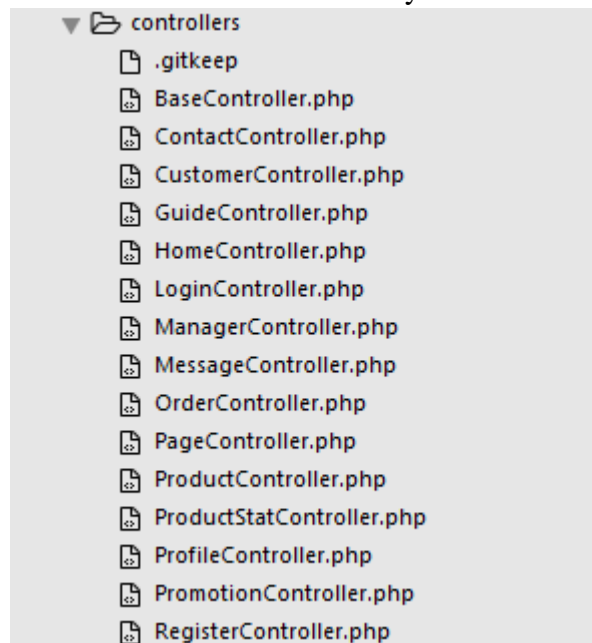 controllers
.gitkeep
BaseController.php
ContactController.php
CustomerController.php
GuideController.php
HomeController.php
LoginController.php
ManagerController.php
MessageController.php
OrderController.php
PageController.php
ProductController.php
ProductStatController.php
ProfileController.php
PromotionController.php
RegisterController.php